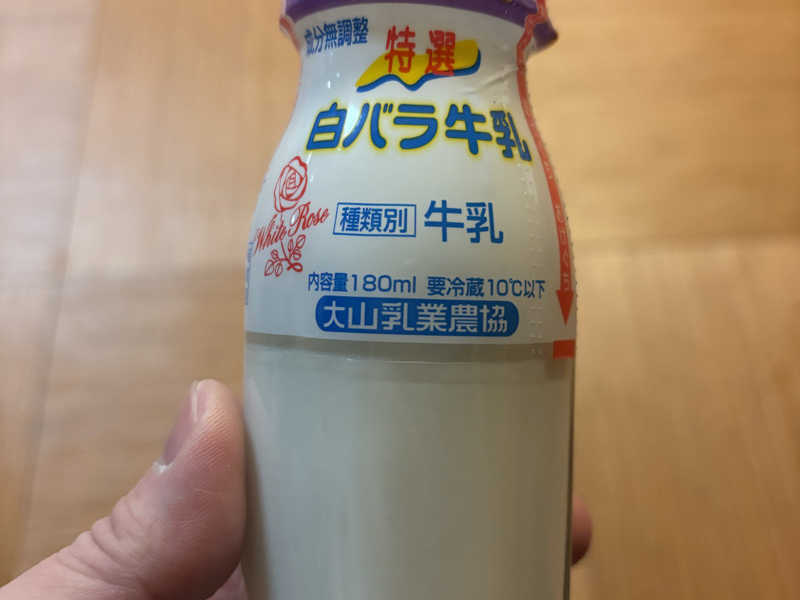 成分無調整
特選
白バラ牛乳
白
White Rose
種類別 牛乳
内容量180ml 要冷蔵10℃以下
大山乳業農協